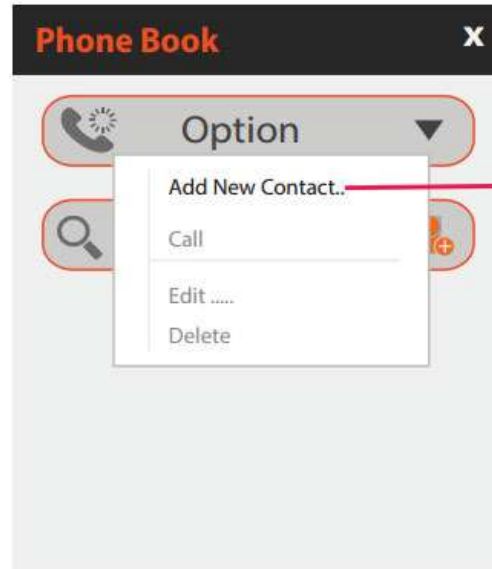 Phone Book X
Option
Add New Contact..
Call
Edit .....
Delete